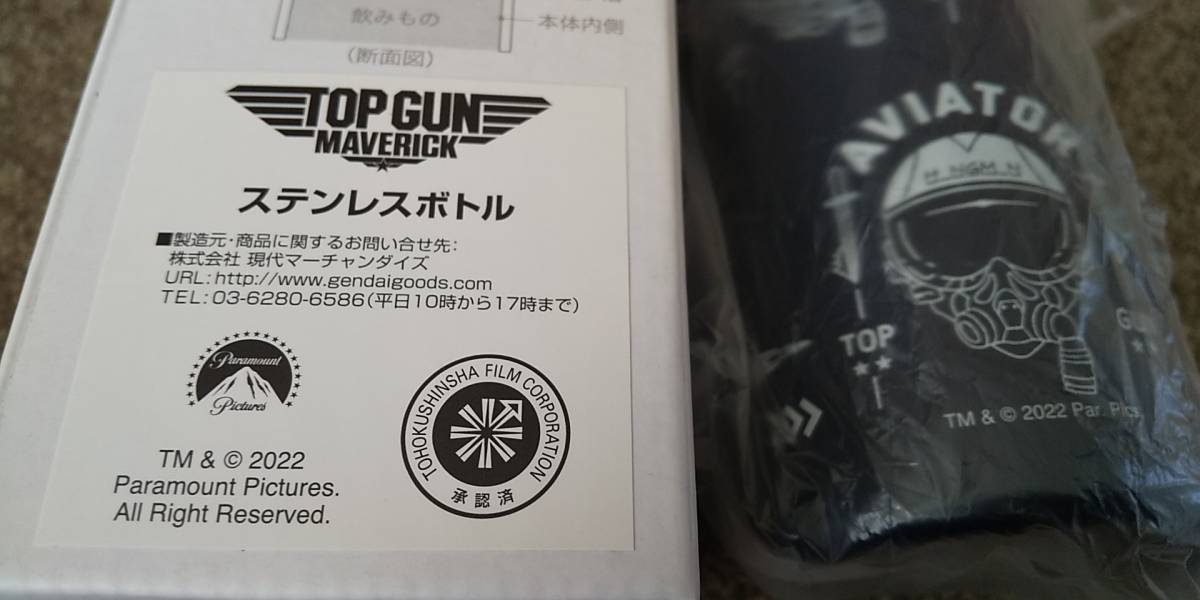 飲みもの
本体内側
(断面図)
TOP GUN
MAVERICK
ステンレスボトル
■製造元・商品に関するお問い合せ先:
株式会社 現代マーチャンダイズ
URL:http://www.gendaigoods.com
TEL:03-6280-6586(平日10時から17時まで)
Paramount
Pictures
TOHOKUSHINSHA FILM CORPORATION
承認済
TM & © 2022
Paramount Pictures.
All Right Reserved.
AVIATOR
TOP
TM & © 2022 Par. Pics.